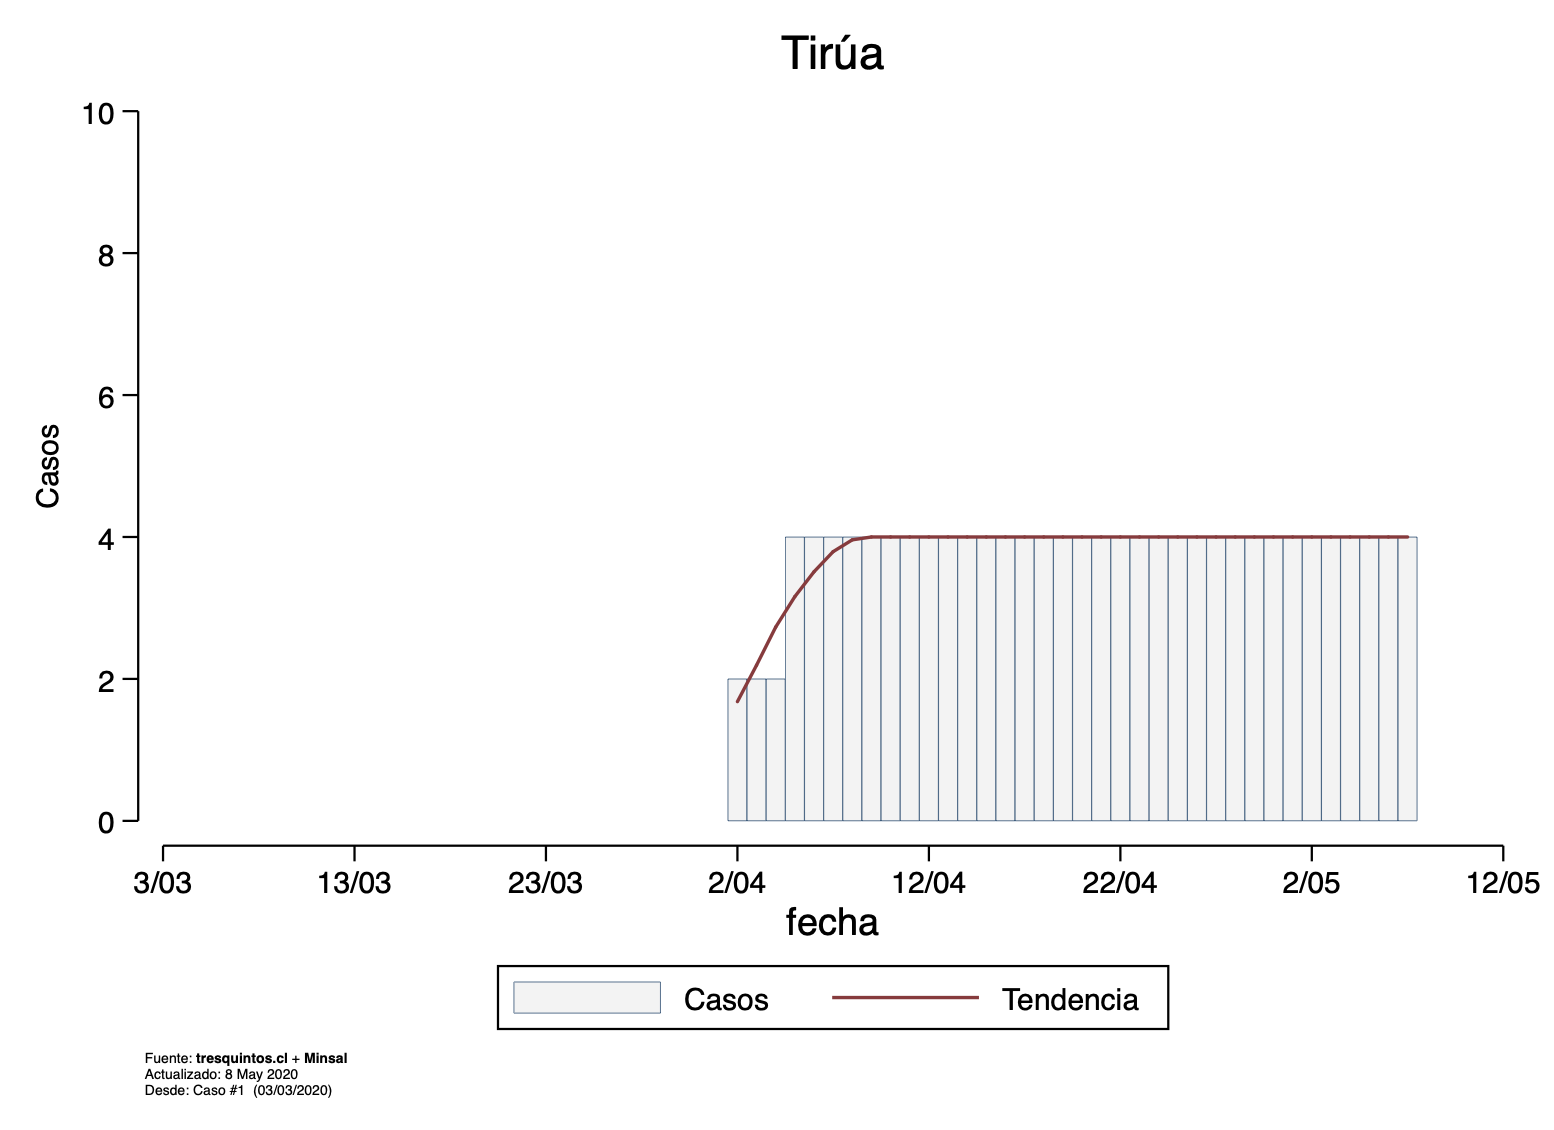 Tirúa
10
8
6
4
2
0
Casos
3/03 13/03 23/03 2/04 12/04 22/04 2/05 12/05
fecha
Casos Tendencia
Fuente: tresquintos.cl + Minsal
Actualizado: 8 May 2020
Desde: Caso #1 (03/03/2020)